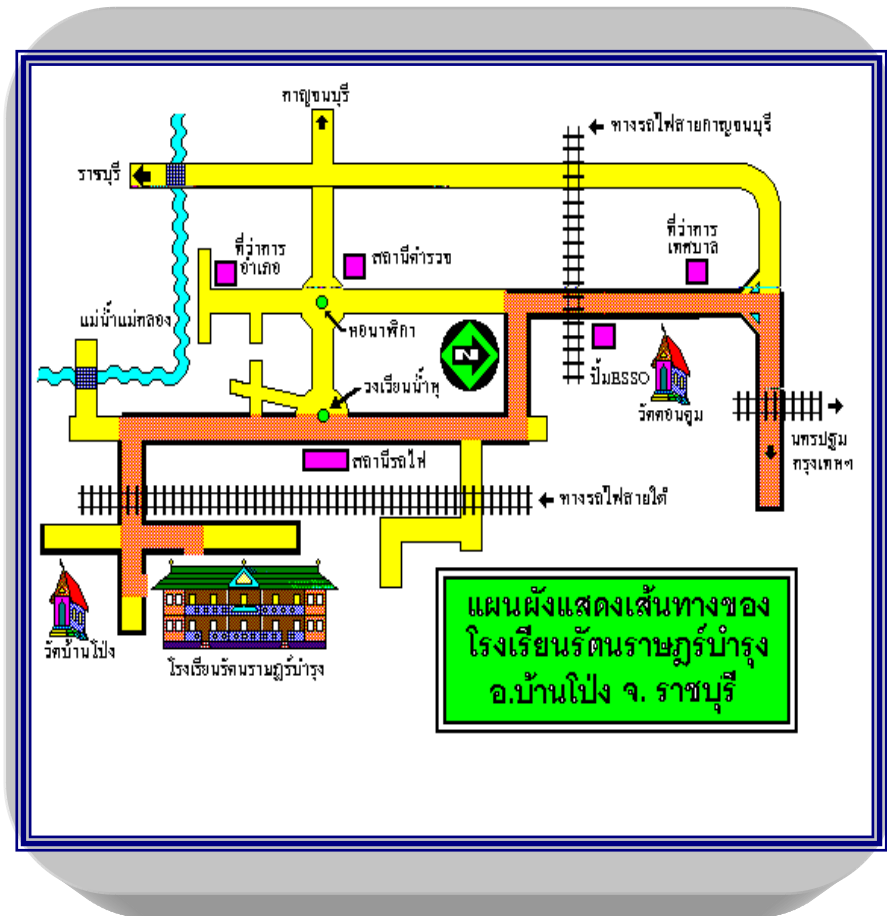 กาญจนบุรี
ทางรถไฟสายกาญจนบุรี
ราชบุรี
ที่ว่าการ
อำเภอ
สถานีตำรวจ
ที่ว่าการ
เทศบาล
แม่น้ำแม่กลอง
หอนาฬิกา
N
ปั๊มESSO
วงเวียนน้ำพุ
วัดดอนตูม
นครปฐม
กรุงเทพฯ
สถานีรถไฟ
ทางรถไฟสายใต้
วัดบ้านโป่ง
โรงเรียนรัตนราษฎร์บำรุง
แผนผังแสดงเส้นทางของ
โรงเรียนรัตนราษฎร์บำรุง
อ.บ้านโป่ง จ. ราชบุรี